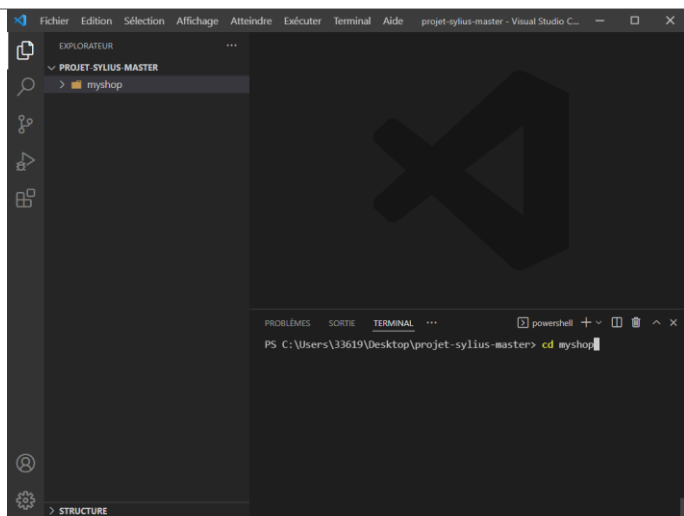 Fichier Edition Sélection Affichage Atteindre Exécuter Terminal Aide projet-sylius-master - Visual Studio C...
EXPLORATEUR
PROJET-SYLIUS-MASTER
myshop
PROBLÈMES SORTIE TERMINAL powershell
PS C:\Users\33619\Desktop\projet-sylius-master> cd myshop
STRUCTURE